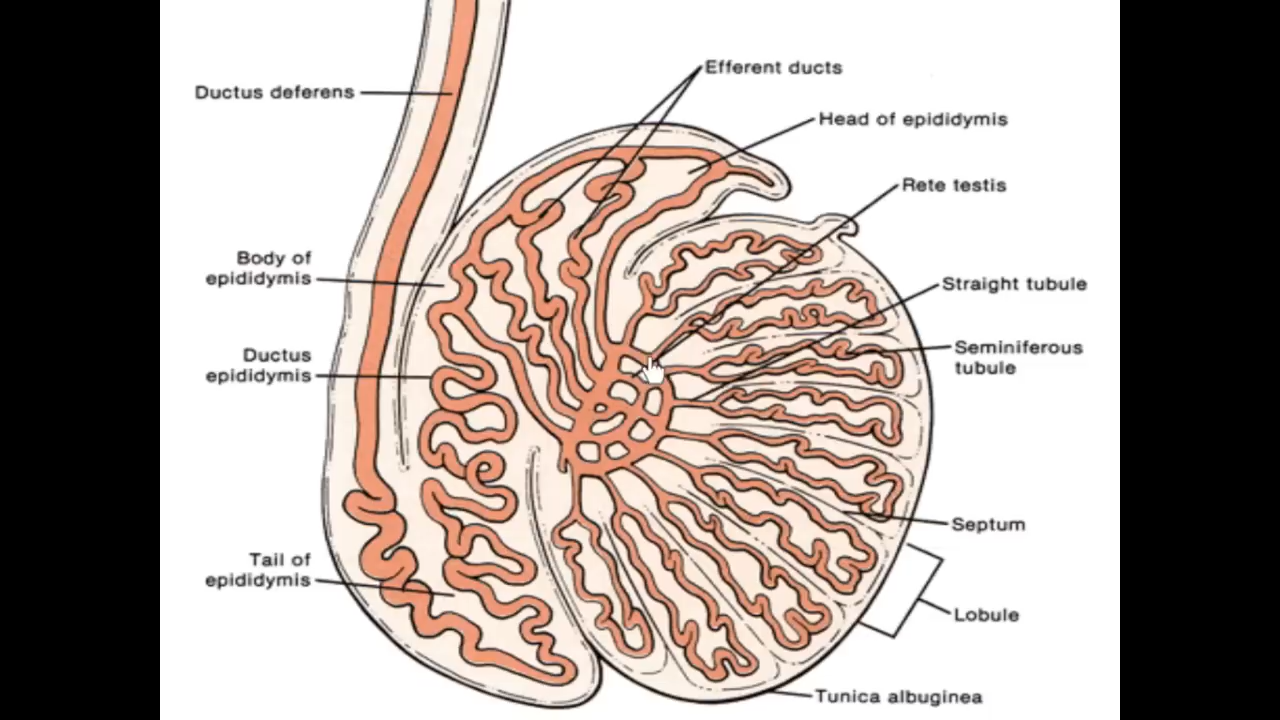 Efferent ducts
Ductus deferens
Head of epididymis
Rete testis
Body of
epididymis
Straight tubule
Seminiferous
tubule
Ductus
epididymis
Septum
Tail of
epididymis
Lobule
Tunica albuginea